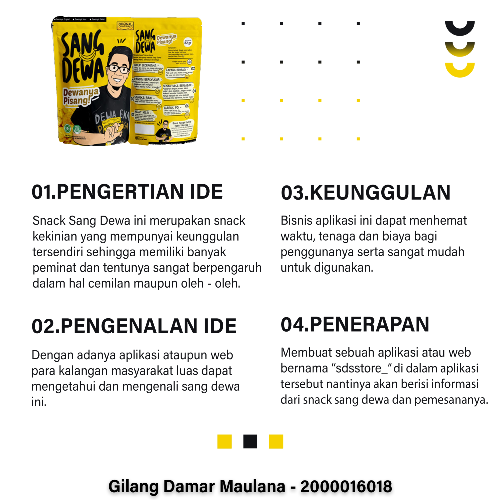 SANG
DEWA
Dewanya
Pisang!
SANG
DEWA
Dewanya
Pisang!
01.PENGERTIAN IDE
Snack Sang Dewa ini merupakan snack
kekinian yang mempunyai keunggulan
tersendiri sehingga memiliki banyak
peminat dan tentunya sangat berpengaruh
dalam hal cemilan maupun oleh - oleh.
02.PENGENALAN IDE
Dengan adanya aplikasi ataupun web
para kalangan masyarakat luas dapat
mengetahui dan mengenali sang dewa
ini.
03.KEUNGGULAN
Bisnis aplikasi ini dapat menhemat
waktu, tenaga dan biaya bagi
penggunanya serta sangat mudah
untuk digunakan.
04.PENERAPAN
Membuat sebuah aplikasi atau web
bernama “sdsstore_” di dalam aplikasi
tersebut nantinya akan berisi informasi
dari snack sang dewa dan pemesananya.
Gilang Damar Maulana - 2000016018